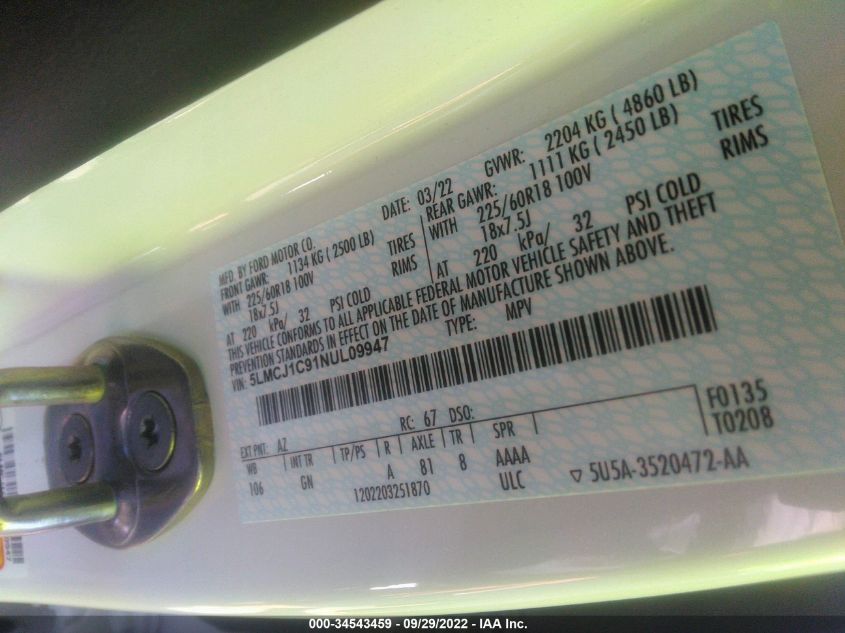 MFD. BY FORD MOTOR CO.
DATE: 03/22 GVWR: 2204 KG ( 4860 LB)
FRONT GAWR: 1134 KG ( 2500 LB) REAR GAWR: 1111 KG ( 2450 LB)
WITH 225/60R18 100V TIRES WITH 225/60R18 100V TIRES
18x7.5J RIMS 18x7.5J RIMS
AT 220 kPa/ 32 PSI COLD AT 220 kPa/ 32 PSI COLD
THIS VEHICLE CONFORMS TO ALL APPLICABLE FEDERAL MOTOR VEHICLE SAFETY AND THEFT
PREVENTION STANDARDS IN EFFECT ON THE DATE OF MANUFACTURE SHOWN ABOVE.
VIN: 5LMCJ1C91NUL09947 TYPE: MPV
F0135
T0208
EXT PNT: AZ RC: 67 DSO:
WB INT TR TP/PS R AXLE TR SPR
106 GN A 81 8 AAAA
1202203251870 ULC
▽ 5U5A-3520472-AA
000-34543459 - 09/29/2022 - IAA Inc.